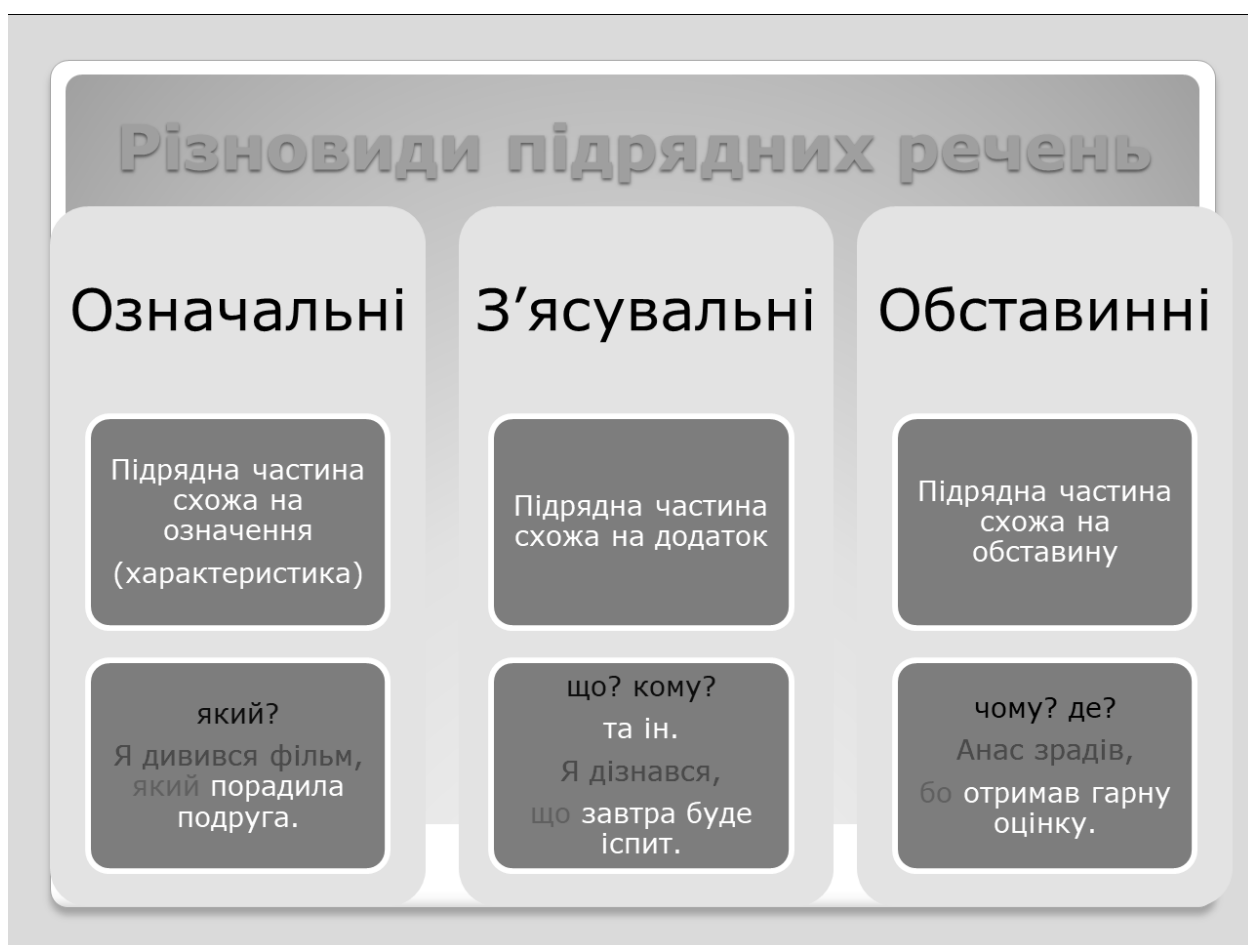 Різновиди підрядних речень
Означальні
Підрядна частина
схожа на
означення
(характеристика)
який?
Я дивився фільм,
який порадила
подруга.
З’ясувальні
Підрядна частина
схожа на додаток
що? кому?
та ін.
Я дізнався,
що завтра буде
іспит.
Обставинні
Підрядна частина
схожа на
обставину
чому? де?
Анас зрадів,
бо отримав гарну
оцінку.